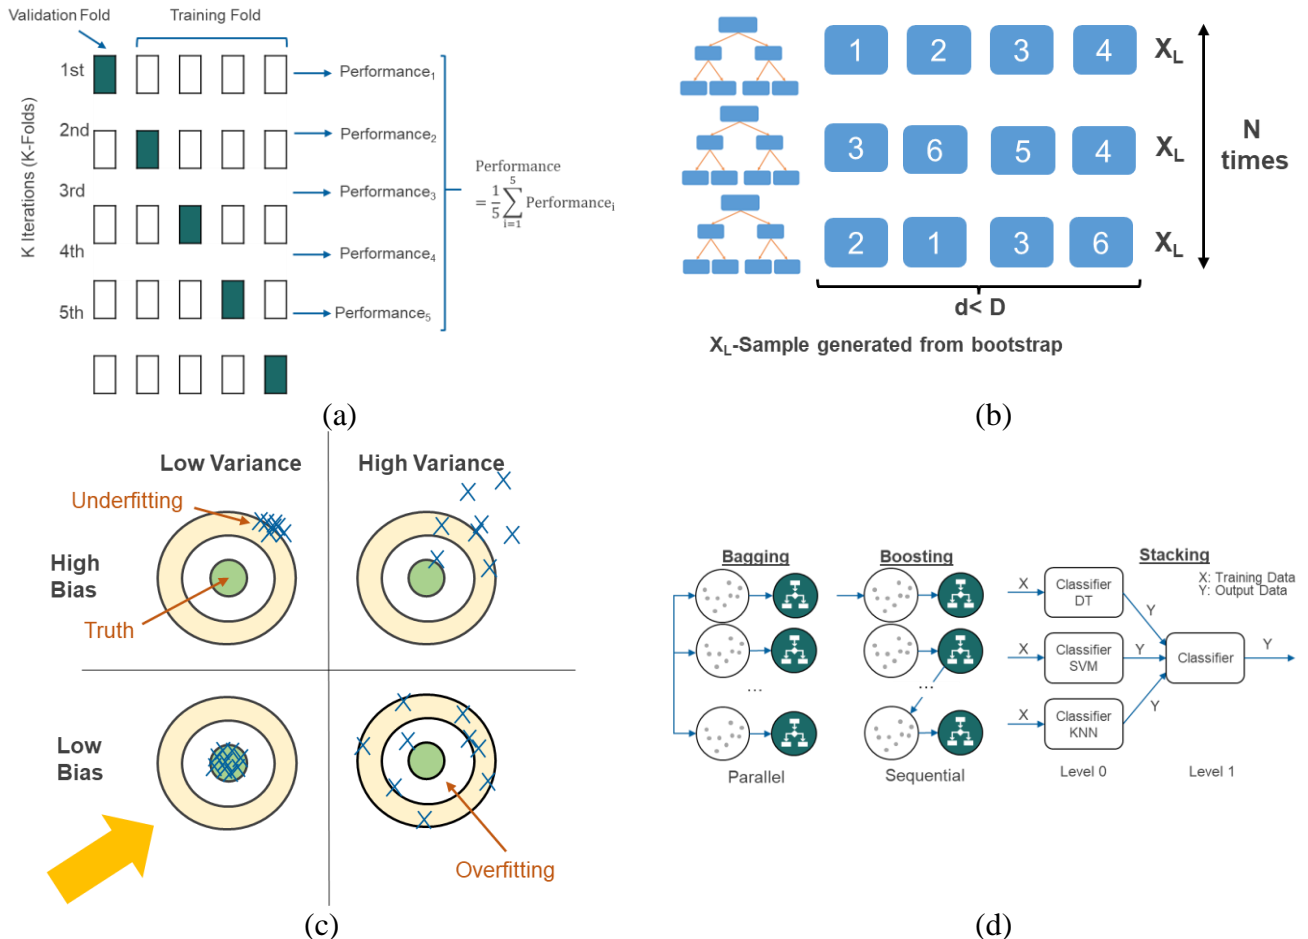 Validation Fold
Training Fold
K Iterations (K-Folds)
1st
Performance1
2nd
Performance2
3rd
Performance3
4th
Performance4
5th
Performance5
Performance
= 1/5 5∑i=1 Performancei
(a)
1 2 3 4 XL
3 6 5 4 XL
2 1 3 6 XL
N
times
d< D
XL-Sample generated from bootstrap
(b)
Low Variance
High Variance
Underfitting
High
Bias
Truth
Low
Bias
Overfitting
(c)
Bagging
...
Parallel
Boosting
...
Sequential
Stacking
X: Training Data
Y: Output Data
X
Classifier
DT
Y
X
Classifier
SVM
Y
Classifier
Y
X
Classifier
KNN
Y
Level 0
Level 1
(d)